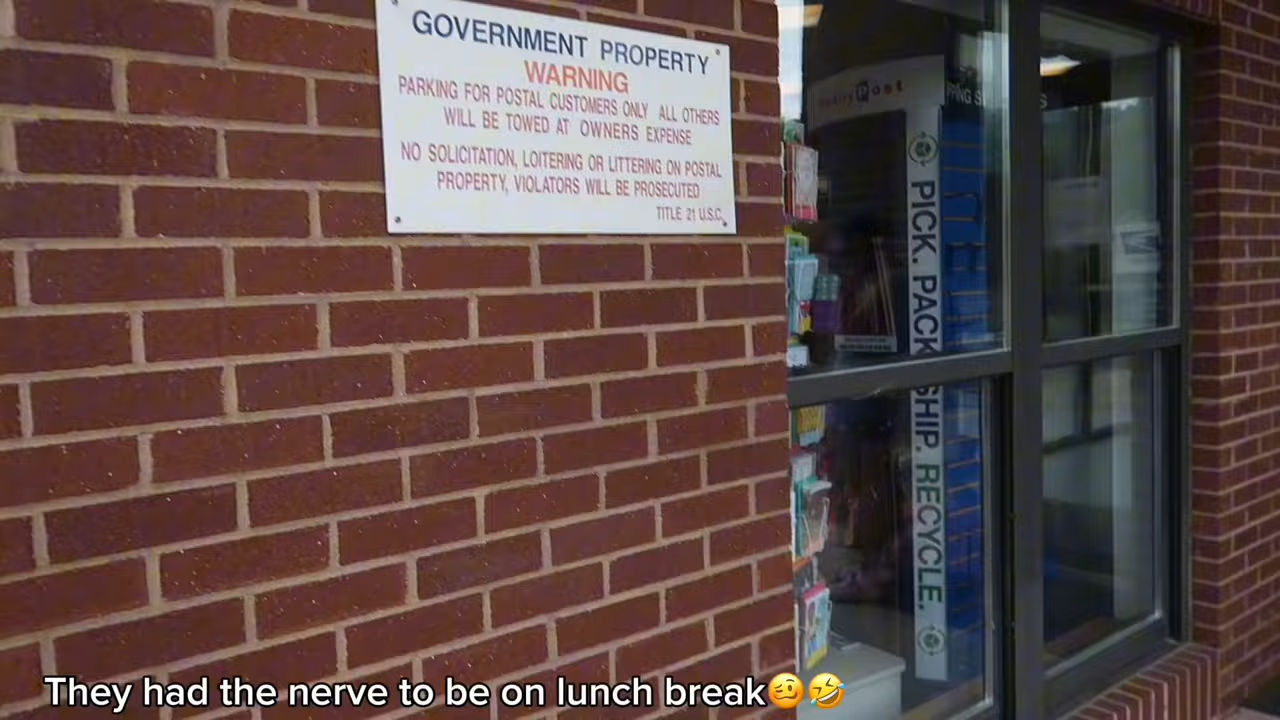 GOVERNMENT PROPERTY
WARNING
PARKING FOR POSTAL CUSTOMERS ONLY ALL OTHERS
WILL BE TOWED AT OWNERS EXPENSE
NO SOLICITATION, LOITERING OR LITTERING ON POSTAL
PROPERTY, VIOLATORS WILL BE PROSECUTED
TITLE 21 U.S.C.
Post
PICK. PACK. SHIP. RECYCLE.
They had the nerve to be on lunch break🥴🤣